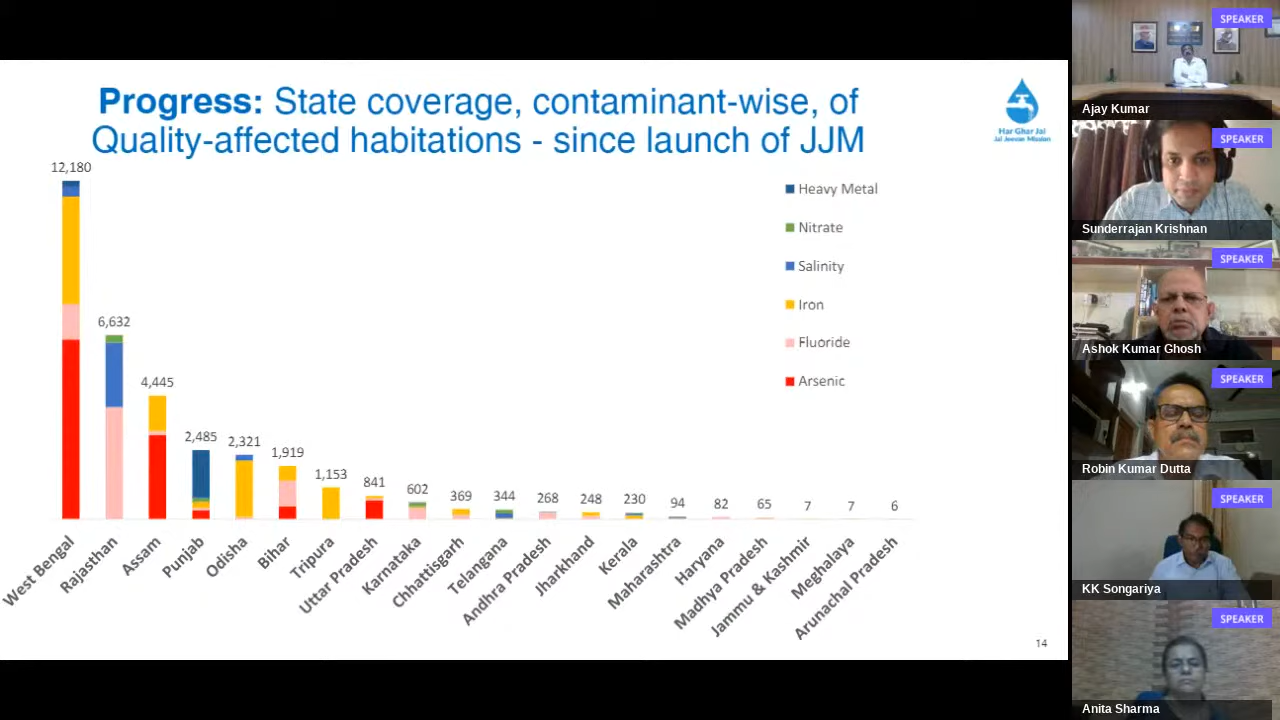 Progress: State coverage, contaminant-wise, of
Quality-affected habitations - since launch of JJM
Har Ghar Jal
Jal Jeevan Mission
12,180
6,632
4,445
2,485
2,321
1,919
1,153
841
602
369
344
268
248
230
94
82
65
7
7
6
Heavy Metal
Nitrate
Salinity
Iron
Fluoride
Arsenic
West Bengal
Rajasthan
Assam
Punjab
Odisha
Bihar
Tripura
Uttar Pradesh
Karnataka
Chhattisgarh
Telangana
Andhra Pradesh
Jharkhand
Kerala
Maharashtra
Haryana
Madhya Pradesh
Jammu & Kashmir
Meghalaya
Arunachal Pradesh
14
SPEAKER
Ajay Kumar
SPEAKER
Sunderrajan Krishnan
SPEAKER
Ashok Kumar Ghosh
SPEAKER
Robin Kumar Dutta
SPEAKER
KK Songariya
SPEAKER
Anita Sharma